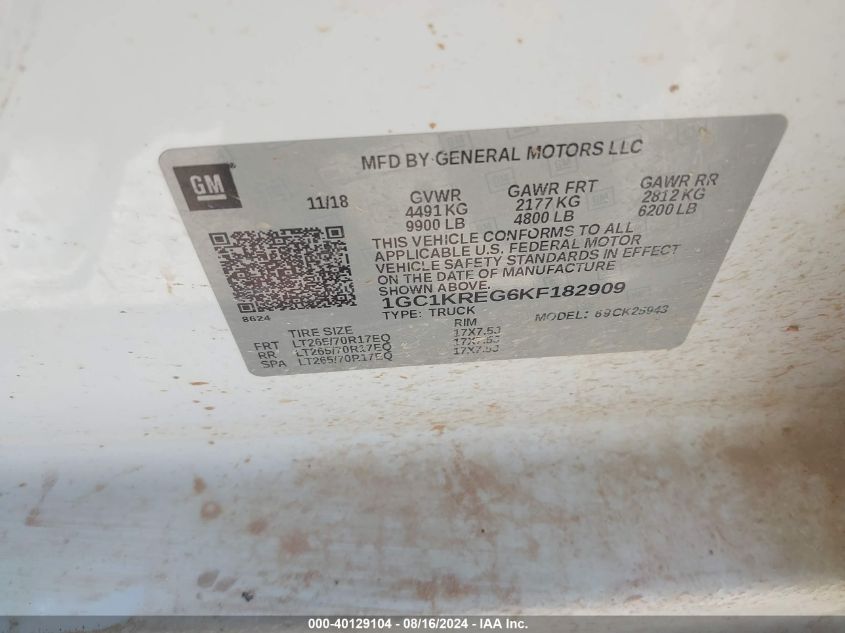 MFD BY GENERAL MOTORS LLC
GM
11/18
GVWR GAWR FRT GAWR RR
4491 KG 2177 KG 2812 KG
9900 LB 4800 LB 6200 LB
THIS VEHICLE CONFORMS TO ALL
APPLICABLE U.S. FEDERAL MOTOR
VEHICLE SAFETY STANDARDS IN EFFECT
ON THE DATE OF MANUFACTURE
SHOWN ABOVE.
1GC1KREG6KF182909
8624
TYPE: TRUCK MODEL: 69CK25943
TIRE SIZE RIM
FRT LT265/70R17EQ 17X7.5J
RR LT265/70R17EQ 17X7.5J
SPA LT265/70R17EQ 17X7.5J
000-40129104 - 08/16/2024 - IAA Inc.